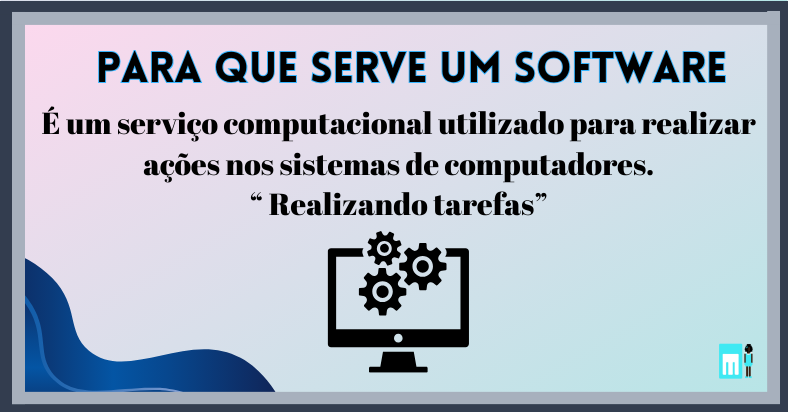 PARA QUE SERVE UM SOFTWARE
É um serviço computacional utilizado para realizar
ações nos sistemas de computadores.
“ Realizando tarefas”
m